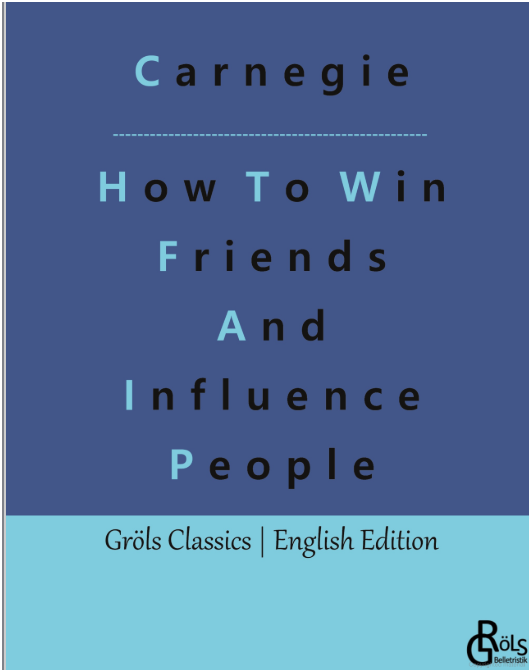 Carnegie
How To Win
Friends
And
Influence
People
Gröls Classics | English Edition
GRöls
Belletristik